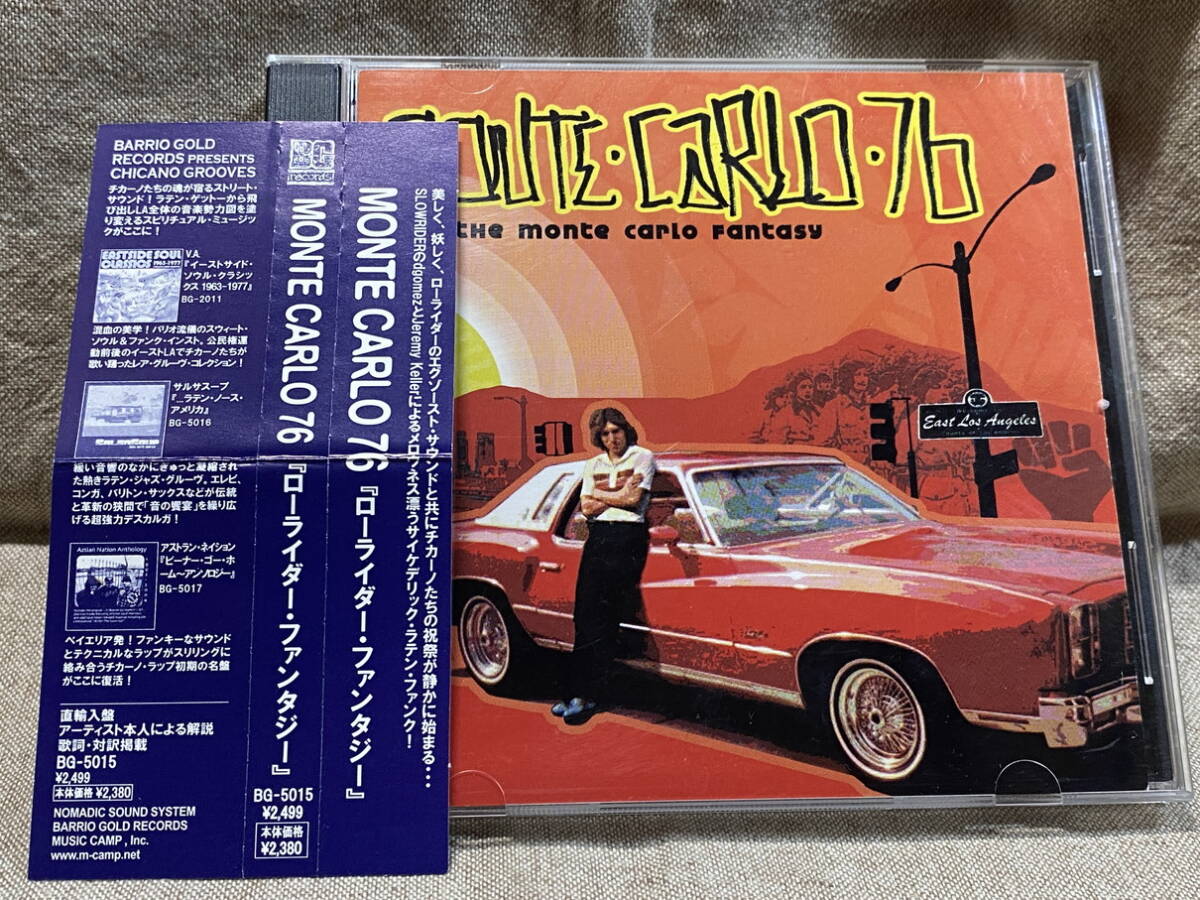 BARRIO GOLD
RECORDS PRESENTS
CHICANO GROOVES
チカーノたちの魂が宿るストリート・
サウンド!ラテン・ゲットーから飛
び出しLA全体の音楽勢力図を塗
り変えるスピリチュアル・ミュージッ
クがここに!
EASTSIDE SOUL
CLASSICS 1963-1977
V.A.
『イーストサイド・
ソウル・クラシッ
クス 1963-1977』
BG-2011
混血の美学!バリオ流儀のスウィート・
ソウル&ファンク・インスト。公民権運
動前後のイーストLAでチカーノたちが
歌い踊ったレア・グルーヴ・コレクション!
サルサスープ
『_ラテン・ノース・
アメリカ』
BG-5016
緩い音響のなかにぎゅっと凝縮され
た熱きラテン・ジャズ・グルーヴ。エレピ、
コンガ、バリトン・サックスなどが伝統
と革新の狭間で「音の饗宴」を繰り広
げる超強力デスカルガ!
Aztlan Nation Anthology
アストラン・ネイション
『ビーナー・ゴー・ホ
ーム〜アンソロジー』
BG-5017
ベイエリア発!ファンキーなサウンド
とテクニカルなラップがスリリングに
絡み合うチカーノ・ラップ初期の名盤
がここに復活!
直輸入盤
アーティスト本人による解説
歌詞・対訳掲載
BG-5015
¥2,499
本体価格 ¥2,380
NOMADIC SOUND SYSTEM
BARRIO GOLD RECORDS
MUSIC CAMP , Inc.
www.m-camp.net
BG
records
MONTE CARLO 76 『ローライダー・ファンタジー』
BG-5015
¥2,499
本体価格
¥2,380
美しく、妖しく、ローライダーのエクゾースト・サウンドと共にチカーノたちの祝祭が静かに始まる・・・
SLOWRIDERのdgomezとJeremy Kellerによるメロウネス漂うサイケデリック・ラテン・ファンク!
MONTE CARLO 76 『ローライダー・ファンタジー』
MONTE・CARLO・76
the monte carlo fantasy
East Los Angeles